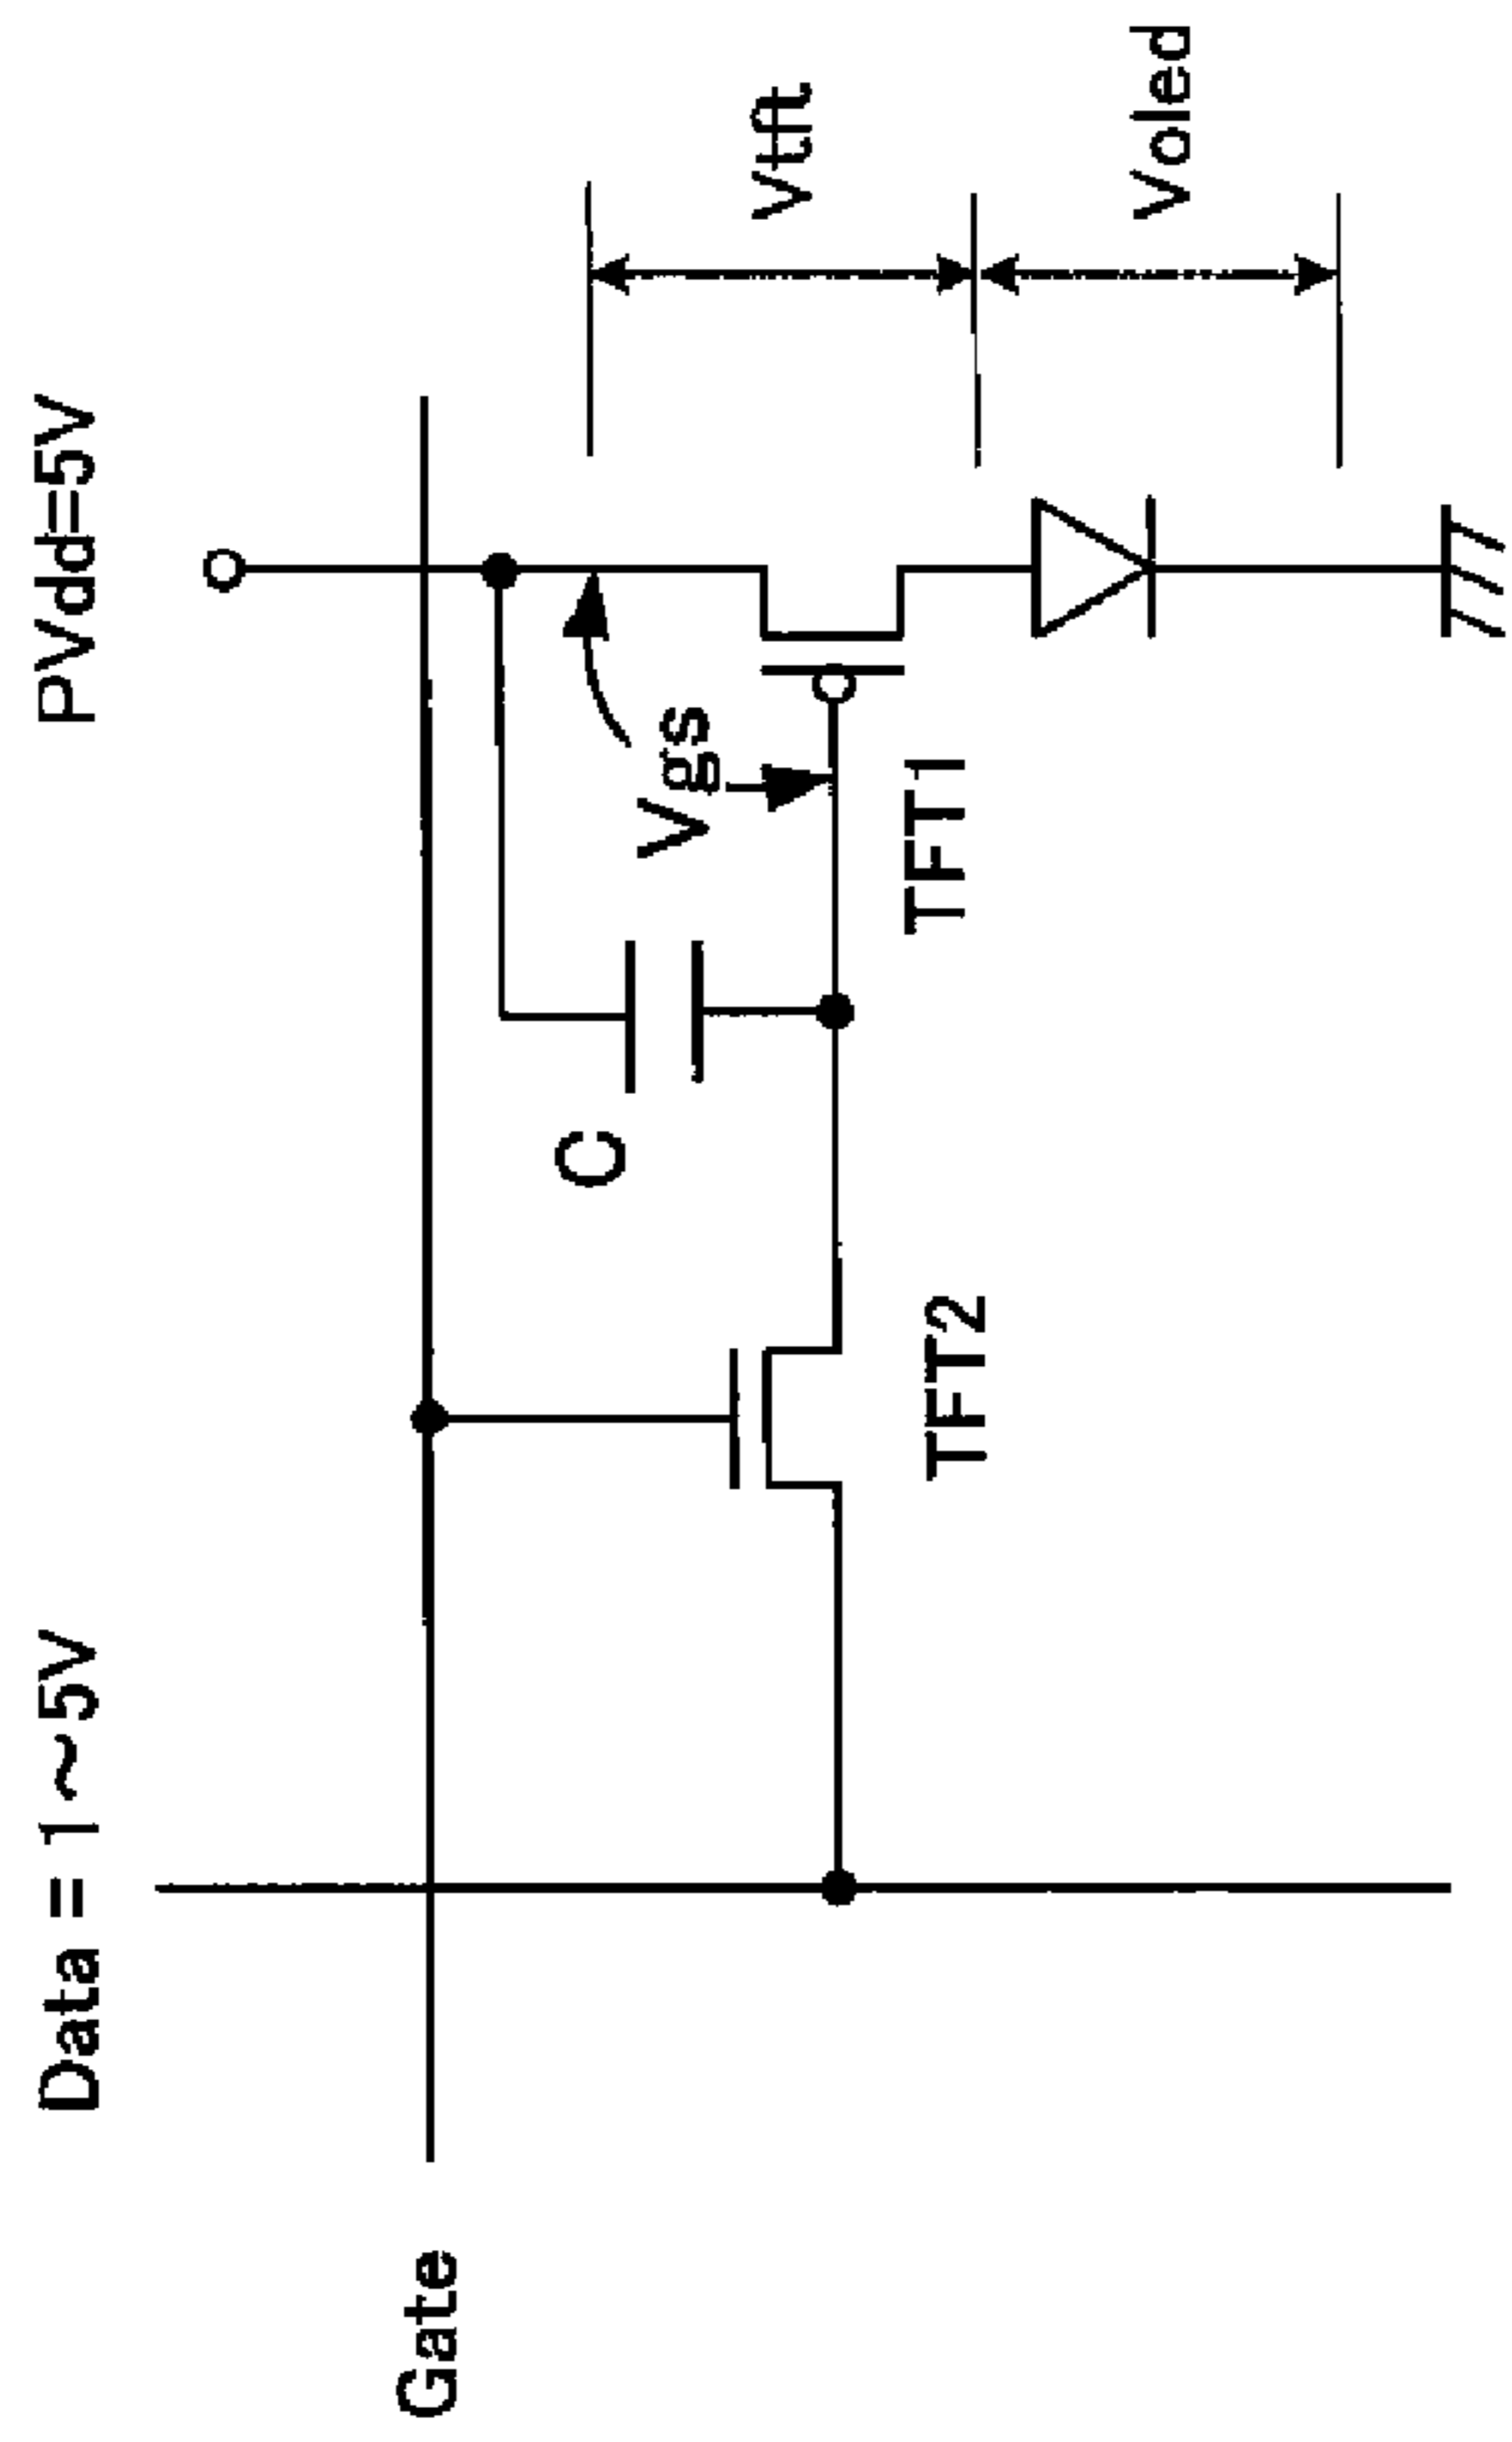 Data = 1～5V
PVdd=5V
Gate
C
Vgs
Vtft
TFT2
TFT1
Voled